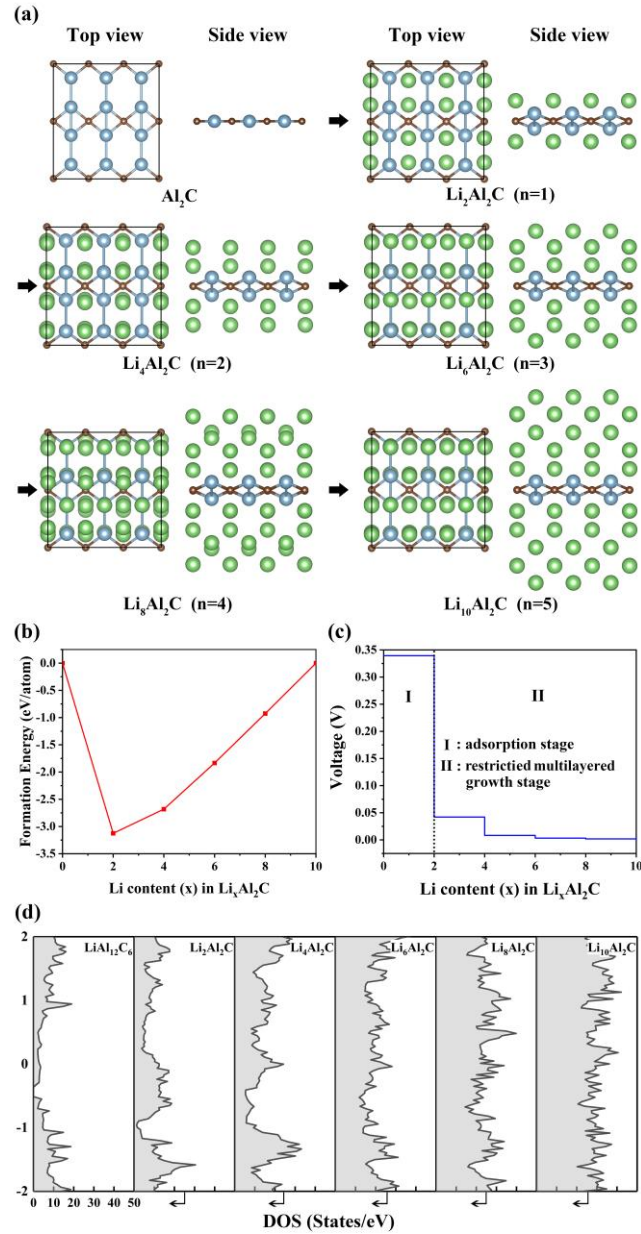 (a)
Top view Side view Top view Side view
Al₂C Li₂Al₂C (n=1)
Li₄Al₂C (n=2) Li₆Al₂C (n=3)
Li₈Al₂C (n=4) Li₁₀Al₂C (n=5)
(b)
0.0
-0.5
-1.0
-1.5
-2.0
-2.5
-3.0
-3.5
Formation Energy (eV/atom)
0 2 4 6 8 10
Li content (x) in LiₓAl₂C
(c)
0.35
0.30
0.25
0.20
0.15
0.10
0.05
0.00
Voltage (V)
I II
I : adsorption stage
II : restrictied multilayered
growth stage
0 2 4 6 8 10
Li content (x) in LiₓAl₂C
(d)
2
1
0
-1
-2
LiAl₁₂C₆ Li₂Al₂C Li₄Al₂C Li₆Al₂C Li₈Al₂C Li₁₀Al₂C
0 10 20 30 40 50
DOS (States/eV)